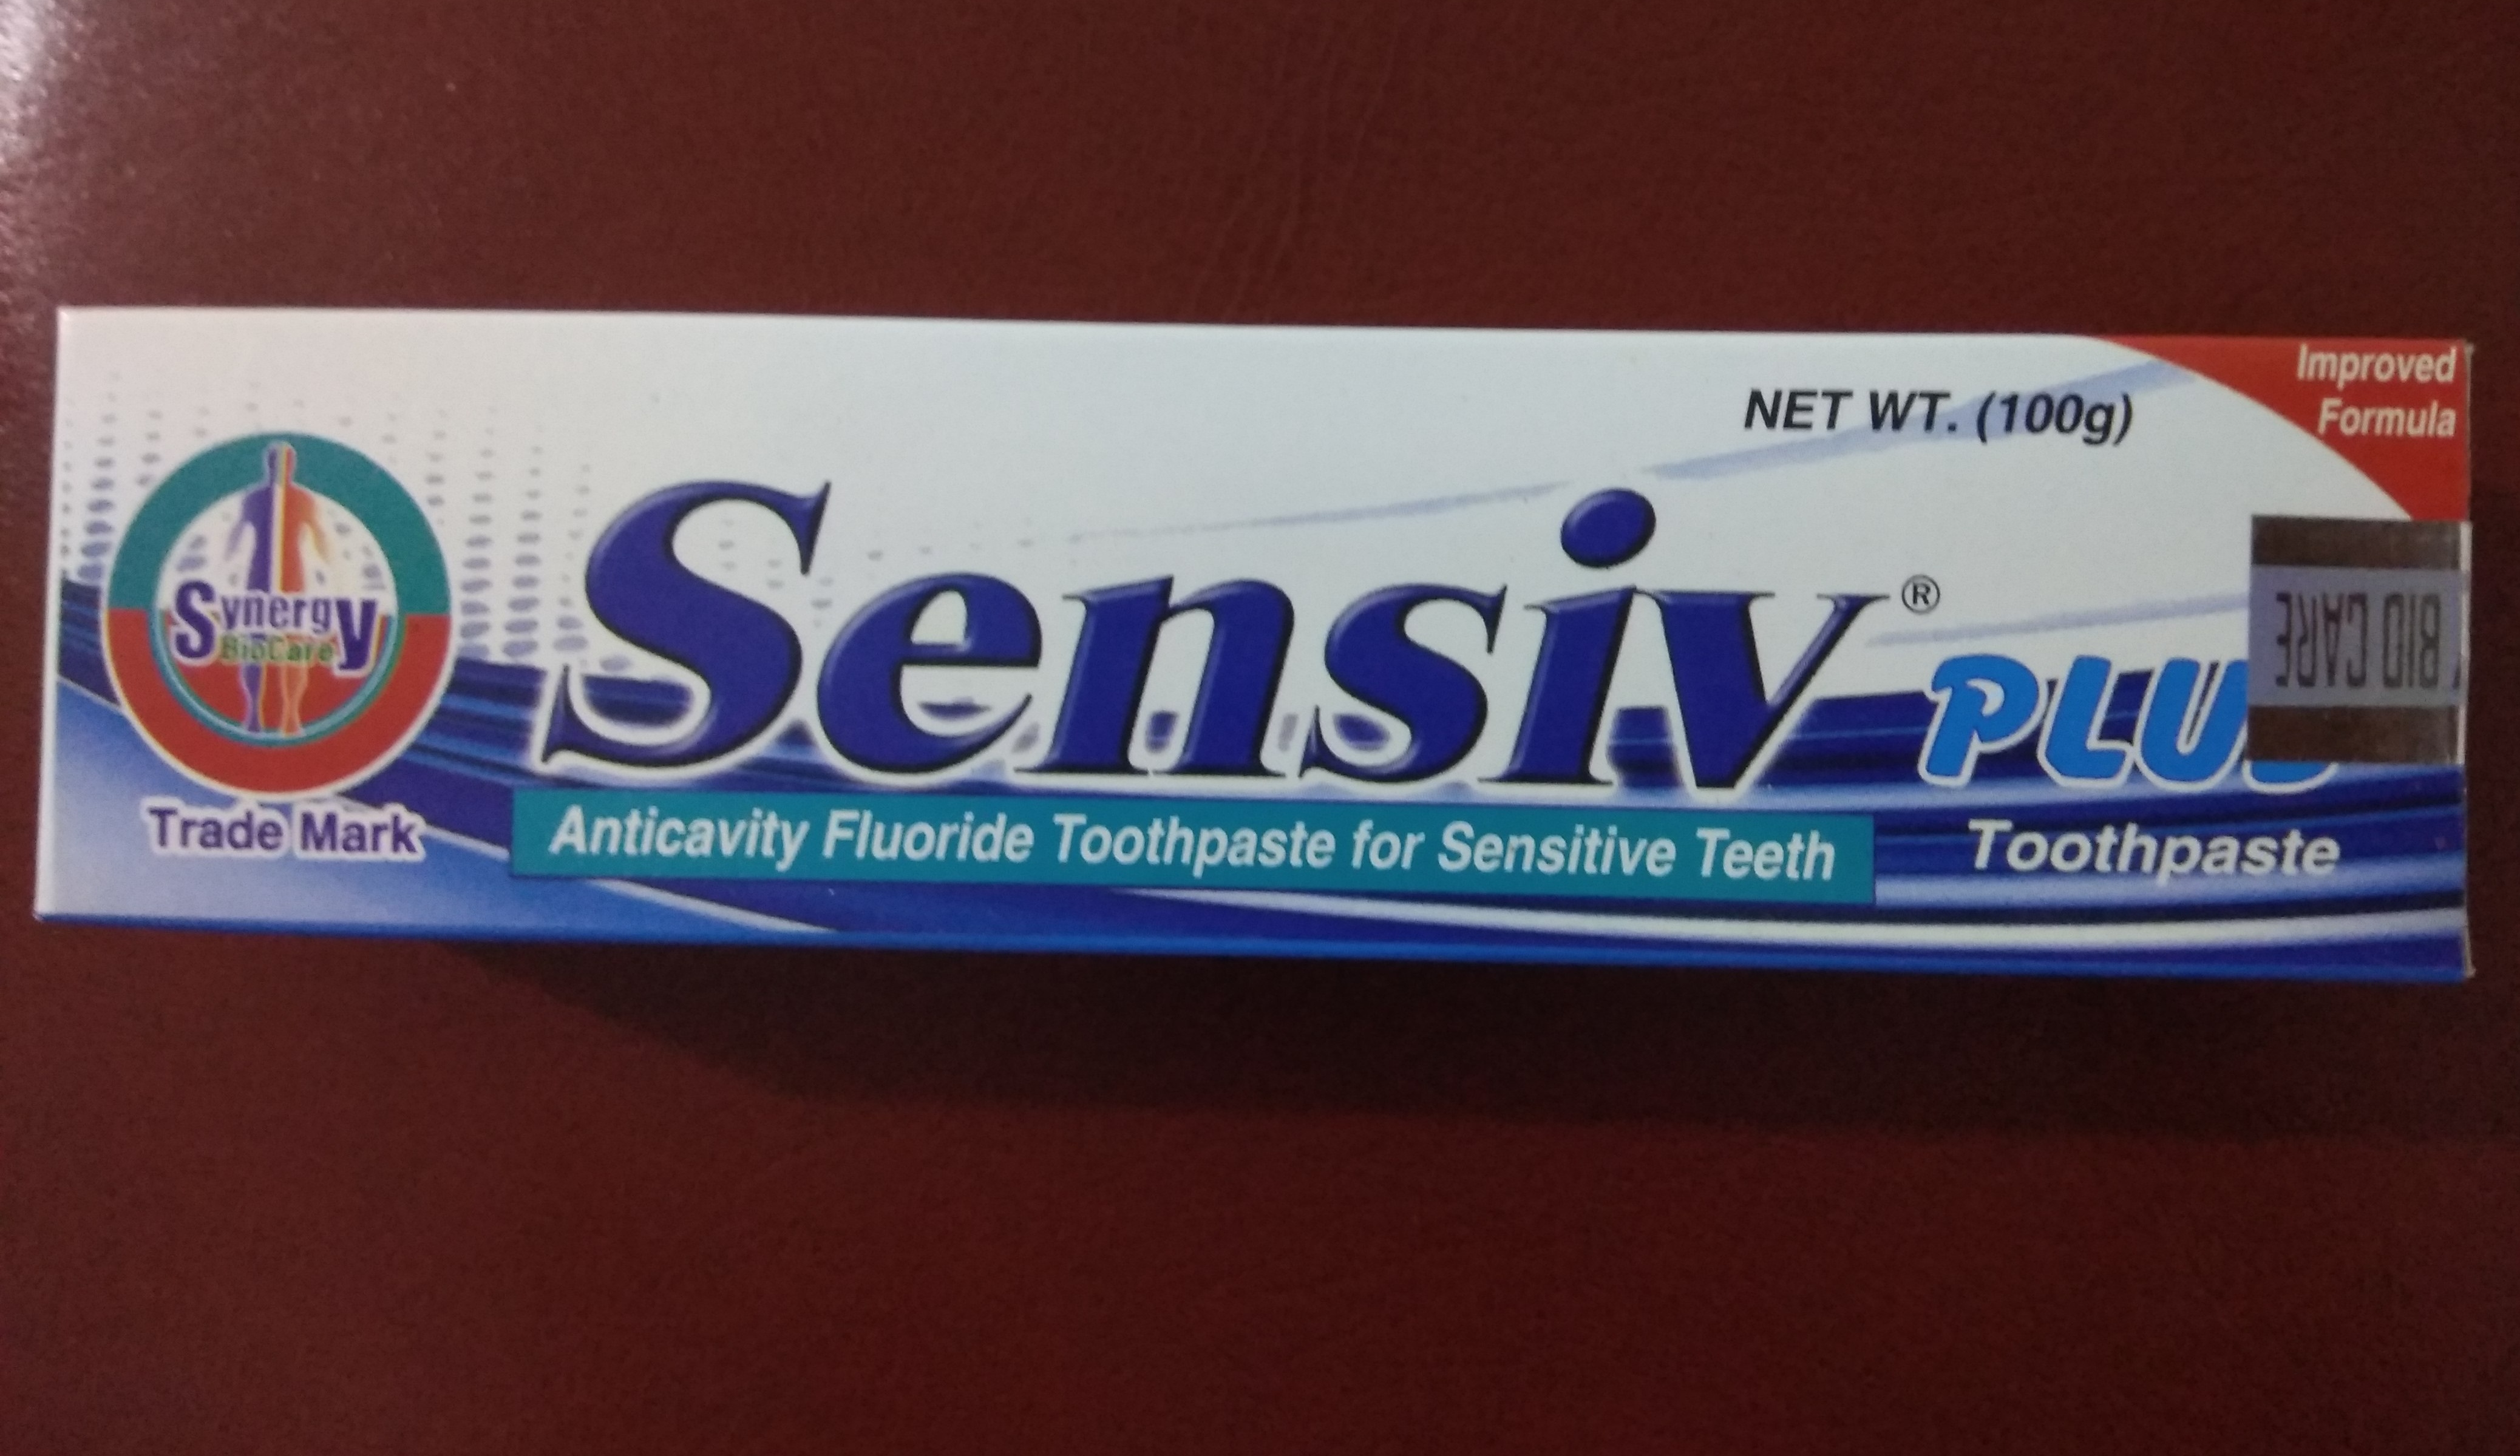 Improved
Formula
NET WT. (100g)
Synergy
BioCare
Trade Mark
Sensiv®
PLUS
Toothpaste
Anticavity Fluoride Toothpaste for Sensitive Teeth
BIO CARE